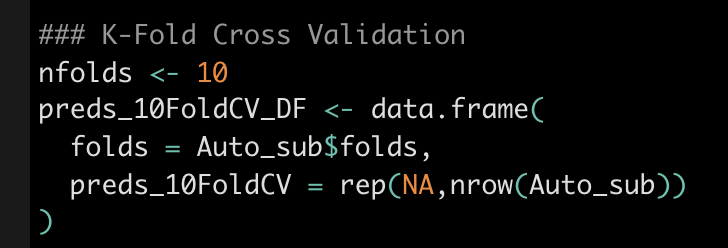 ### K-Fold Cross Validation
nfolds <- 10
preds_10FoldCV_DF <- data.frame(
  folds = Auto_sub$folds,
  preds_10FoldCV = rep(NA,nrow(Auto_sub))
)